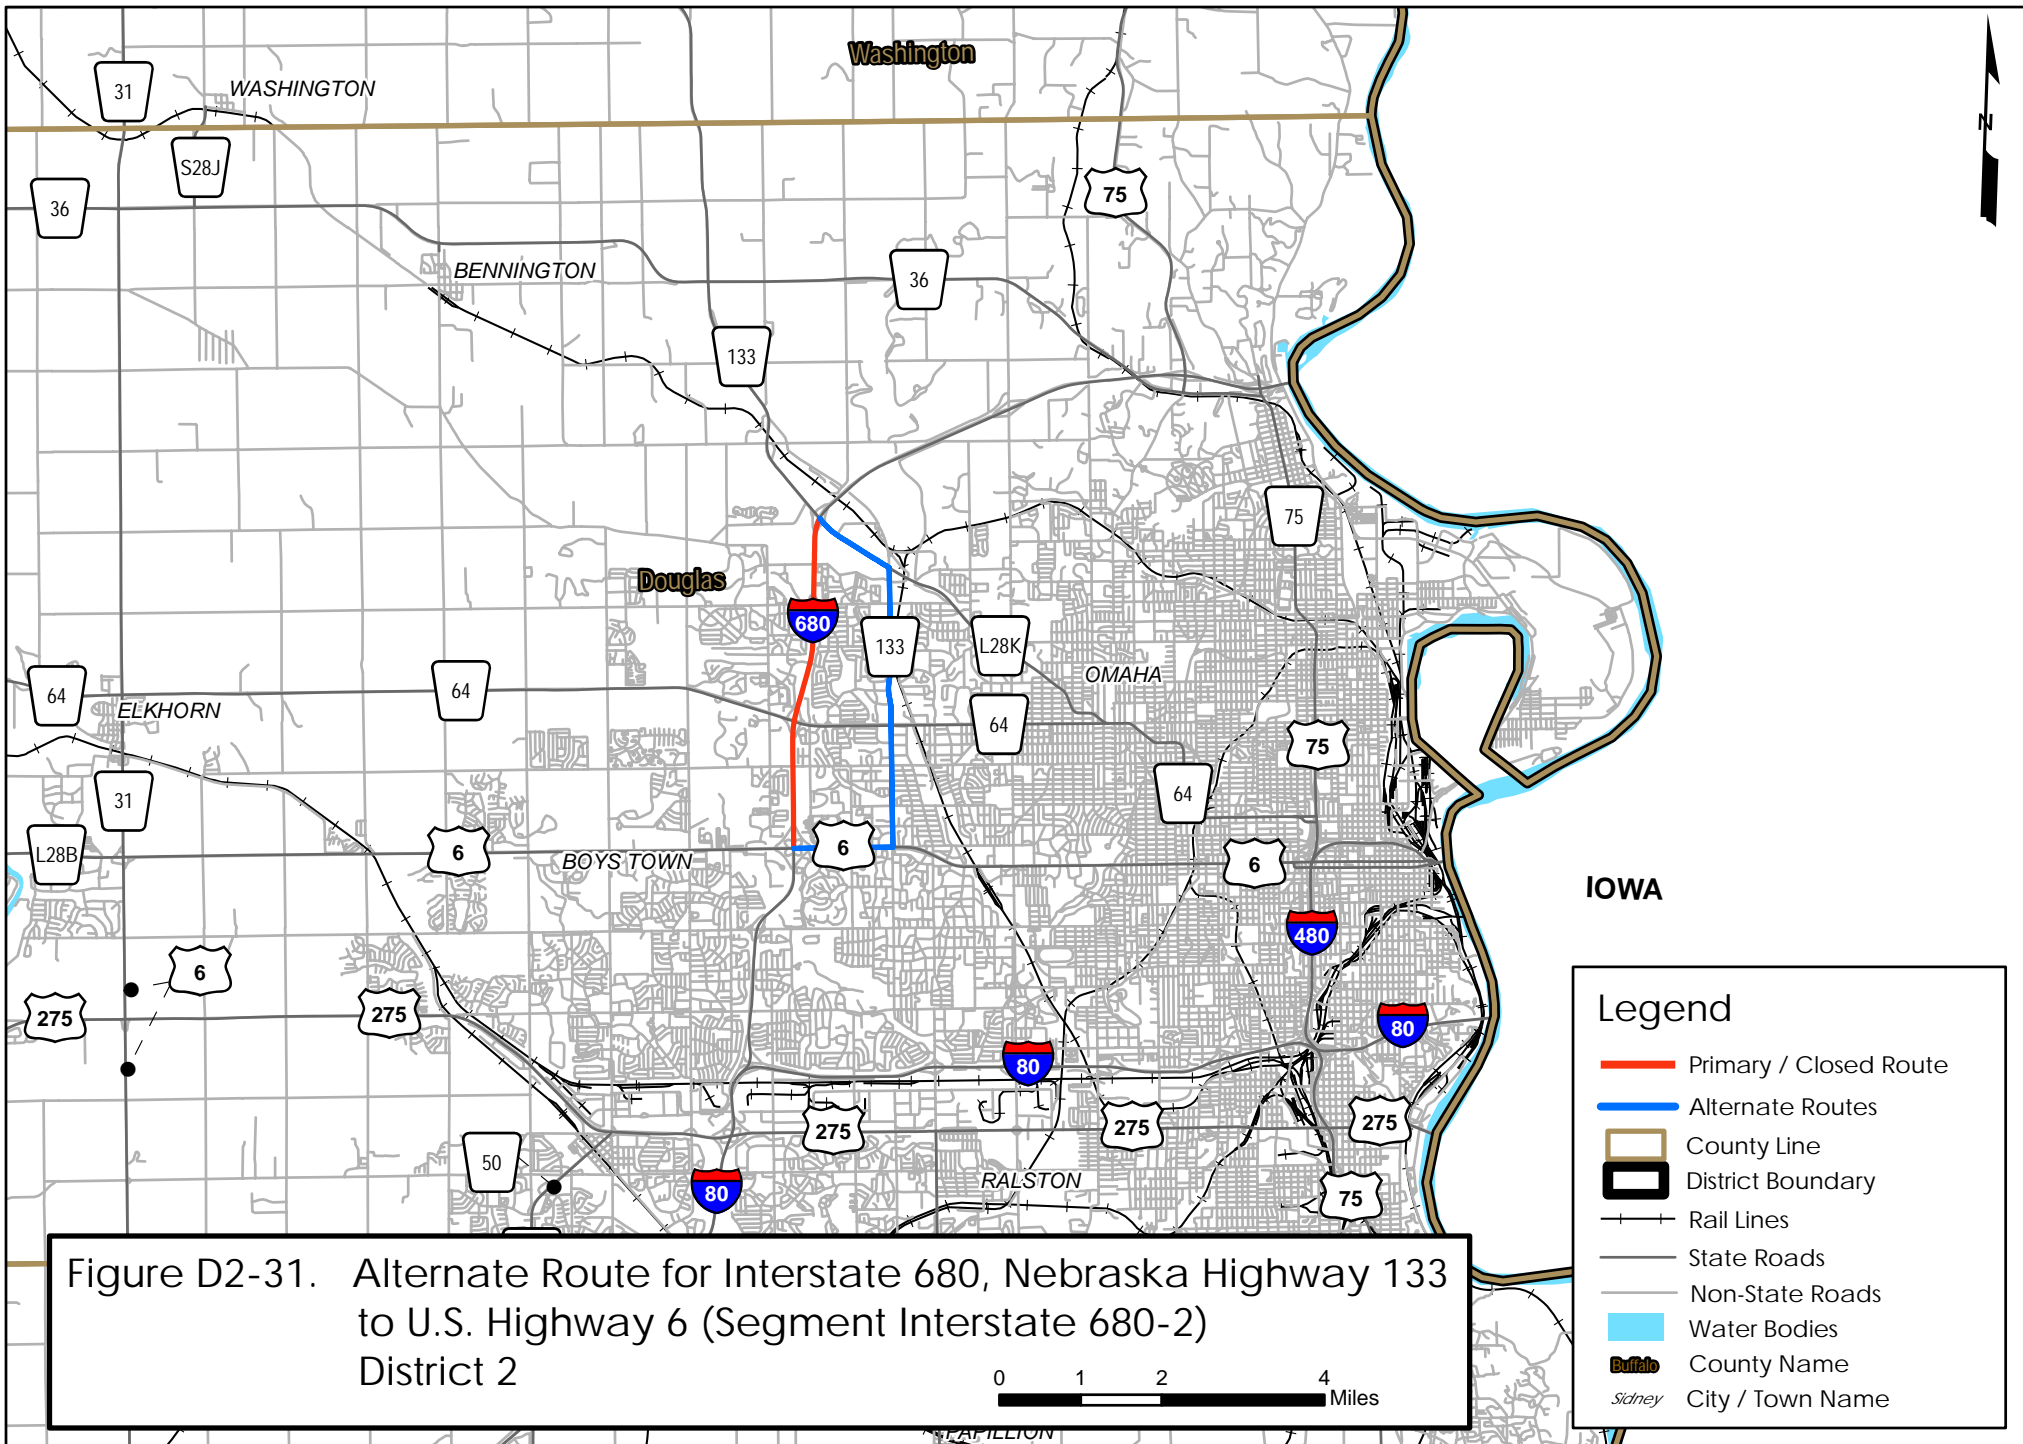 Washington
31
WASHINGTON
N
S28J
75
36
BENNINGTON
36
133
75
Douglas
680
133
L28K
OMAHA
64
ELKHORN
64
64
75
31
64
L28B
6
BOYS TOWN
6
6
IOWA
480
6
275
275
80
80
275
275
275
50
RALSTON
80
75
Legend
Primary / Closed Route
Alternate Routes
County Line
District Boundary
Rail Lines
State Roads
Non-State Roads
Water Bodies
Buffalo County Name
Sidney City / Town Name
Figure D2-31. Alternate Route for Interstate 680, Nebraska Highway 133
to U.S. Highway 6 (Segment Interstate 680-2)
District 2
0 1 2 4
Miles
PAPILLION